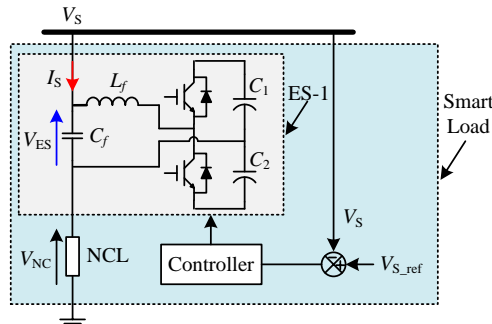 V_S
I_S
L_f
C_1
ES-1
V_ES
C_f
C_2
Smart
Load
V_S
V_NC
NCL
Controller
V_S_ref